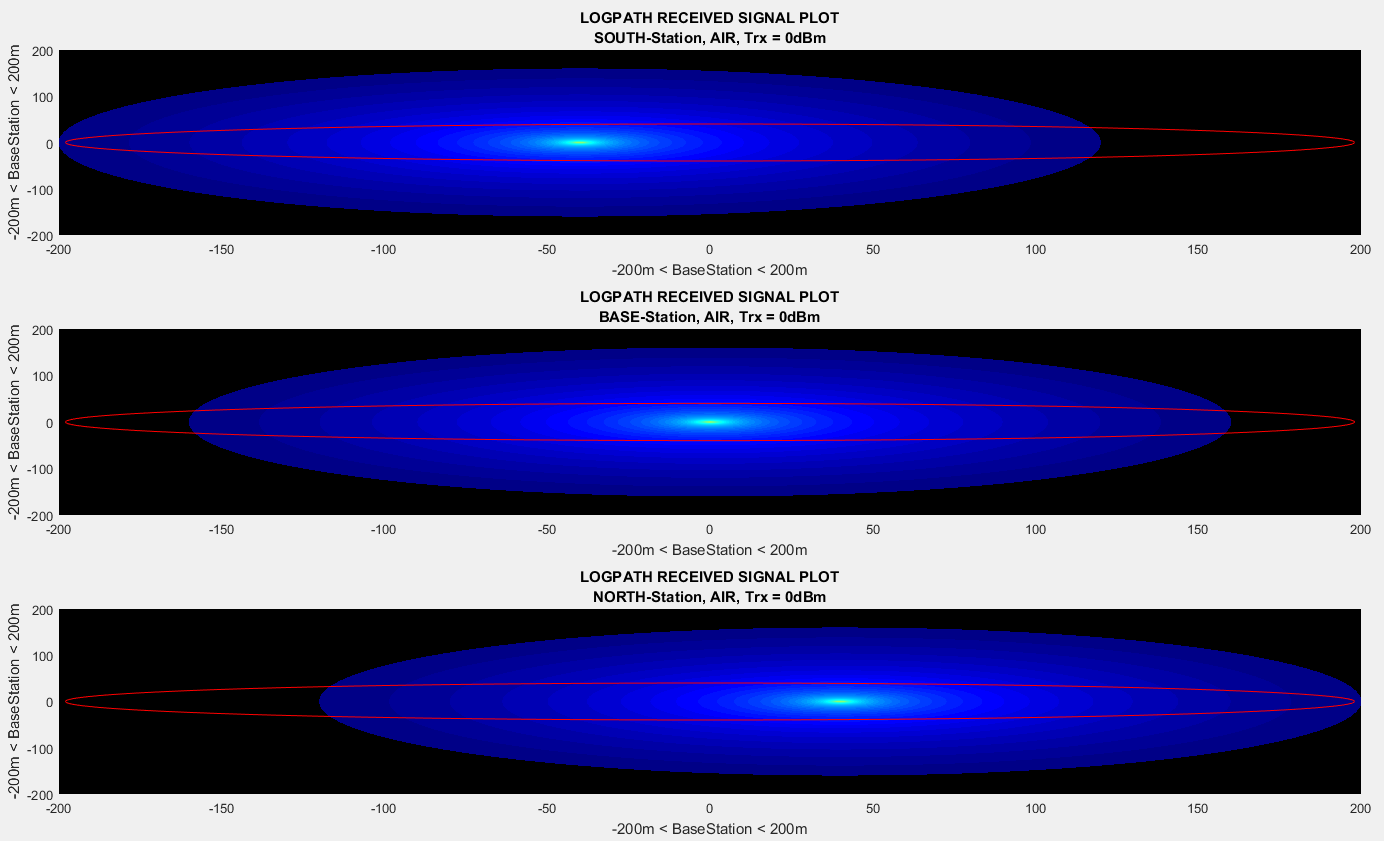 LOGPATH RECEIVED SIGNAL PLOT
SOUTH-Station, AIR, Trx = 0dBm
-200m < BaseStation < 200m
200
100
0
-100
-200
-200 -150 -100 -50 0 50 100 150 200
-200m < BaseStation < 200m
LOGPATH RECEIVED SIGNAL PLOT
BASE-Station, AIR, Trx = 0dBm
-200m < BaseStation < 200m
200
100
0
-100
-200
-200 -150 -100 -50 0 50 100 150 200
-200m < BaseStation < 200m
LOGPATH RECEIVED SIGNAL PLOT
NORTH-Station, AIR, Trx = 0dBm
-200m < BaseStation < 200m
200
100
0
-100
-200
-200 -150 -100 -50 0 50 100 150 200
-200m < BaseStation < 200m